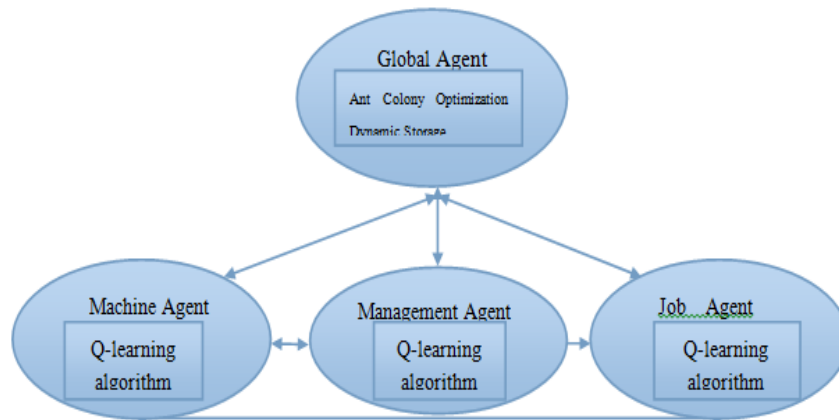 Global Agent
Ant Colony Optimization
Dynamic Storage
Machine Agent
Management Agent
Job Agent
Q-learning
algorithm
Q-learning
algorithm
Q-learning
algorithm